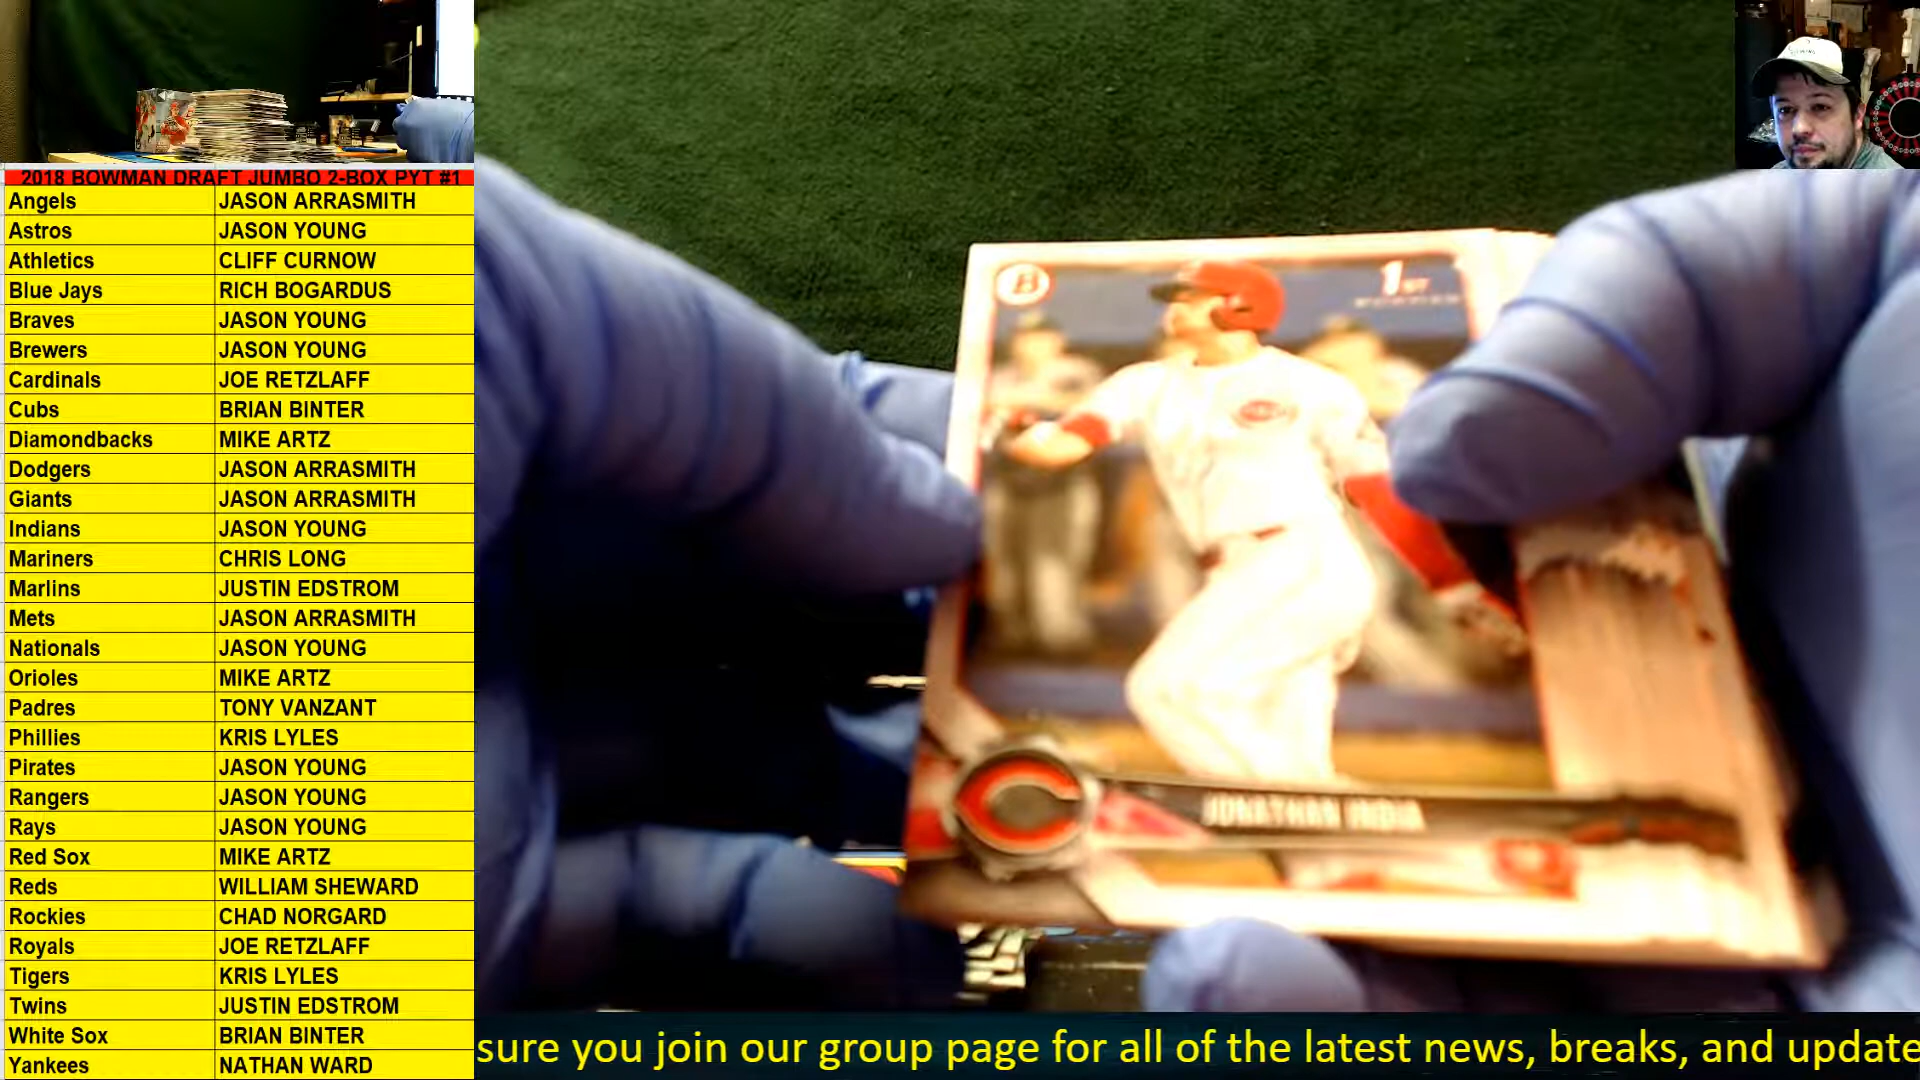 2018 BOWMAN DRAFT JUMBO 2-BOX PYT #1
Angels JASON ARRASMITH
Astros JASON YOUNG
Athletics CLIFF CURNOW
Blue Jays RICH BOGARDUS
Braves JASON YOUNG
Brewers JASON YOUNG
Cardinals JOE RETZLAFF
Cubs BRIAN BINTER
Diamondbacks MIKE ARTZ
Dodgers JASON ARRASMITH
Giants JASON ARRASMITH
Indians JASON YOUNG
Mariners CHRIS LONG
Marlins JUSTIN EDSTROM
Mets JASON ARRASMITH
Nationals JASON YOUNG
Orioles MIKE ARTZ
Padres TONY VANZANT
Phillies KRIS LYLES
Pirates JASON YOUNG
Rangers JASON YOUNG
Rays JASON YOUNG
Red Sox MIKE ARTZ
Reds WILLIAM SHEWARD
Rockies CHAD NORGARD
Royals JOE RETZLAFF
Tigers KRIS LYLES
Twins JUSTIN EDSTROM
White Sox BRIAN BINTER
Yankees NATHAN WARD
B
1ST
BOWMAN
JONATHAN INDIA
sure you join our group page for all of the latest news, breaks, and update